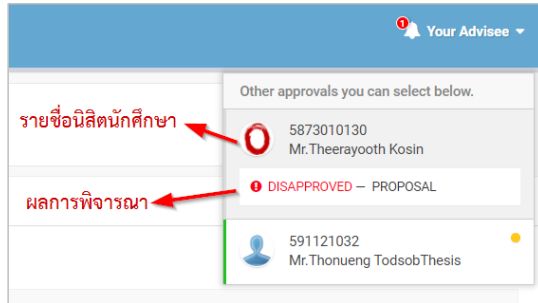 1
Your Advisee
Other approvals you can select below.
รายชื่อนิสิตนักศึกษา
5873010130
Mr.Theerayooth Kosin
ผลการพิจารณา
DISAPPROVED – PROPOSAL
591121032
Mr.Thonueng TodsobThesis